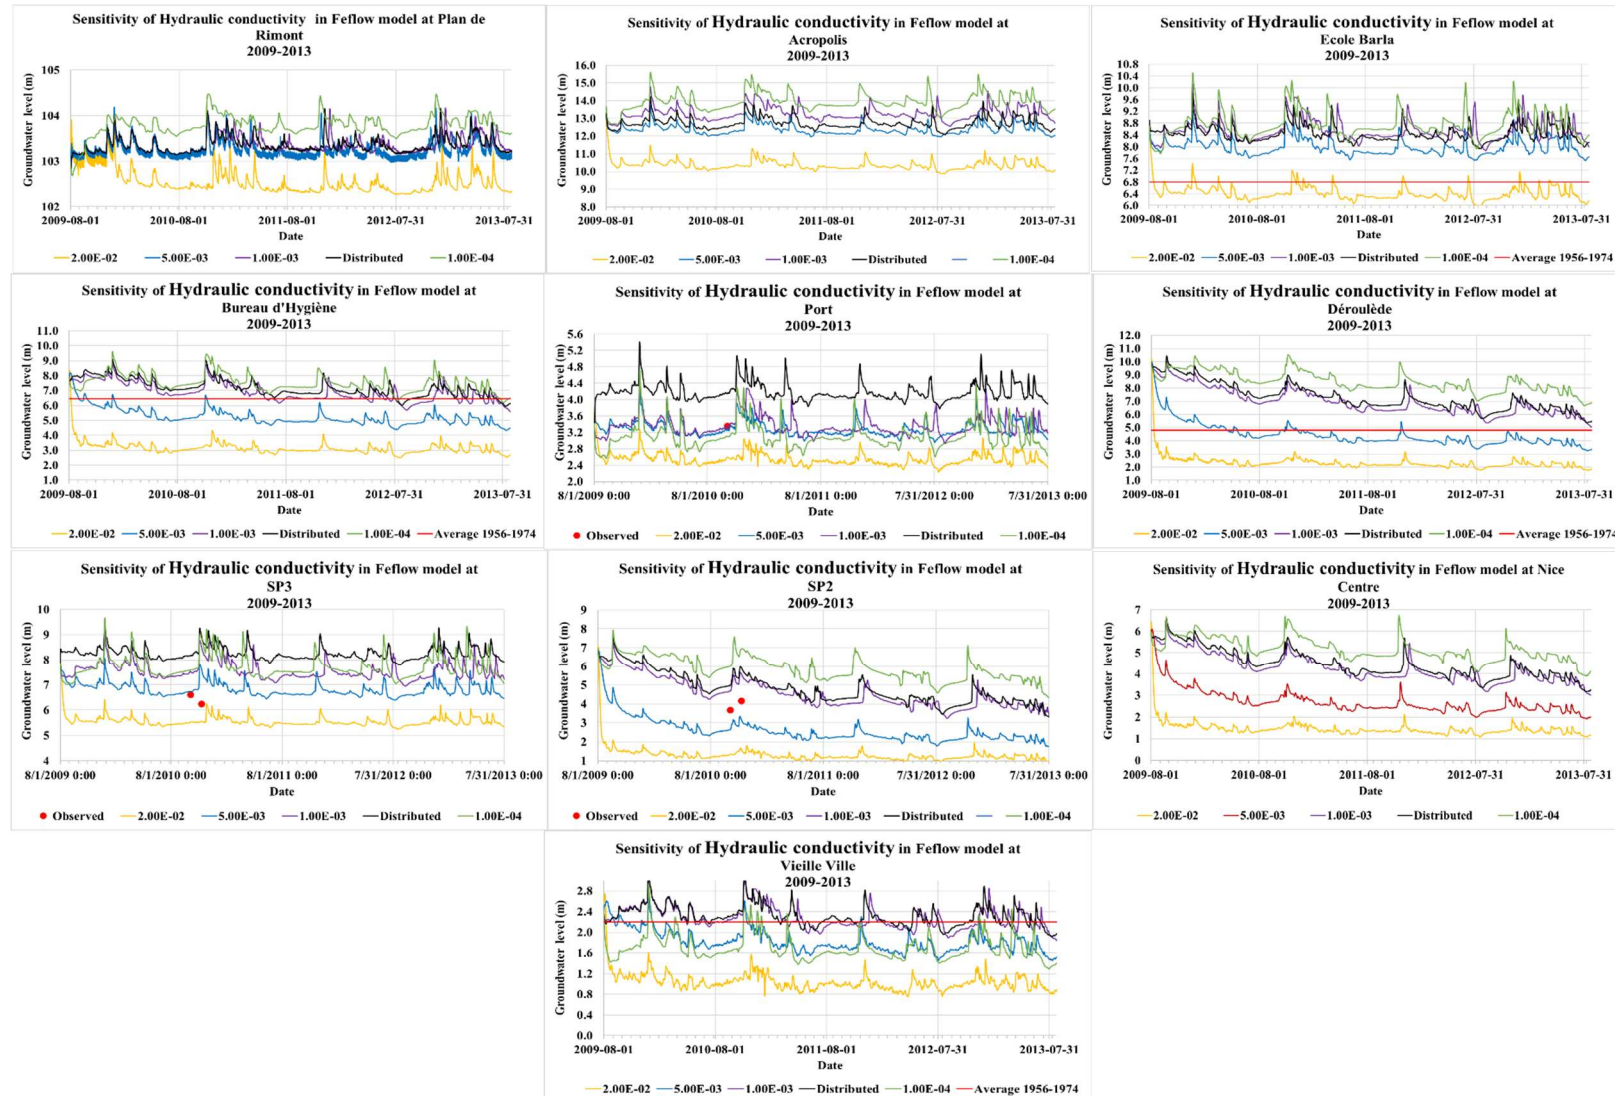 Sensitivity of Hydraulic conductivity in Feflow model at Plan de
Rimont
2009-2013
Groundwater level (m)
105
104
103
102
2009-08-01 2010-08-01 2011-08-01 2012-07-31 2013-07-31
Date
2.00E-02 5.00E-03 1.00E-03 Distributed 1.00E-04
Sensitivity of Hydraulic conductivity in Feflow model at
Acropolis
2009-2013
Groundwater level (m)
16.0
15.0
14.0
13.0
12.0
11.0
10.0
9.0
8.0
2009-08-01 2010-08-01 2011-08-01 2012-07-31 2013-07-31
Date
2.00E-02 5.00E-03 1.00E-03 Distributed 1.00E-04
Sensitivity of Hydraulic conductivity in Feflow model at
Ecole Barla
2009-2013
Groundwater level (m)
10.8
10.4
10.0
9.6
9.2
8.8
8.4
8.0
7.6
7.2
6.8
6.4
6.0
2009-08-01 2010-08-01 2011-08-01 2012-07-31 2013-07-31
Date
2.00E-02 5.00E-03 1.00E-03 Distributed 1.00E-04 Average 1956-1974
Sensitivity of Hydraulic conductivity in Feflow model at
Bureau d'Hygiène
2009-2013
Groundwater level (m)
11.0
10.0
9.0
8.0
7.0
6.0
5.0
4.0
3.0
2.0
1.0
2009-08-01 2010-08-01 2011-08-01 2012-07-31 2013-07-31
Date
2.00E-02 5.00E-03 1.00E-03 Distributed 1.00E-04 Average 1956-1974
Sensitivity of Hydraulic conductivity in Feflow model at
Port
2009-2013
Groundwater level (m)
5.6
5.2
4.8
4.4
4.0
3.6
3.2
2.8
2.4
2.0
8/1/2009 0:00 8/1/2010 0:00 8/1/2011 0:00 7/31/2012 0:00 7/31/2013 0:00
Date
Observed 2.00E-02 5.00E-03 1.00E-03 Distributed 1.00E-04
Sensitivity of Hydraulic conductivity in Feflow model at
Déroulède
2009-2013
Groundwater level (m)
12.0
11.0
10.0
9.0
8.0
7.0
6.0
5.0
4.0
3.0
2.0
1.0
2009-08-01 2010-08-01 2011-08-01 2012-07-31 2013-07-31
Date
2.00E-02 5.00E-03 1.00E-03 Distributed 1.00E-04 Average 1956-1974
Sensitivity of Hydraulic conductivity in Feflow model at
SP3
2009-2013
Groundwater level (m)
10
9
8
7
6
5
4
8/1/2009 0:00 8/1/2010 0:00 8/1/2011 0:00 7/31/2012 0:00 7/31/2013 0:00
Date
Observed 2.00E-02 5.00E-03 1.00E-03 Distributed 1.00E-04
Sensitivity of Hydraulic conductivity in Feflow model at
SP2
2009-2013
Groundwater level (m)
9
8
7
6
5
4
3
2
1
8/1/2009 0:00 8/1/2010 0:00 8/1/2011 0:00 7/31/2012 0:00 7/31/2013 0:00
Date
Observed 2.00E-02 5.00E-03 1.00E-03 Distributed 1.00E-04
Sensitivity of Hydraulic conductivity in Feflow model at Nice
Centre
2009-2013
Groundwater level (m)
7
6
5
4
3
2
1
0
2009-08-01 2010-08-01 2011-08-01 2012-07-31 2013-07-31
Date
2.00E-02 5.00E-03 1.00E-03 Distributed 1.00E-04
Sensitivity of Hydraulic conductivity in Feflow model at
Vieille Ville
2009-2013
Groundwater level (m)
2.8
2.4
2.0
1.6
1.2
0.8
0.4
0.0
2009-08-01 2010-08-01 2011-08-01 2012-07-31 2013-07-31
Date
2.00E-02 5.00E-03 1.00E-03 Distributed 1.00E-04 Average 1956-1974